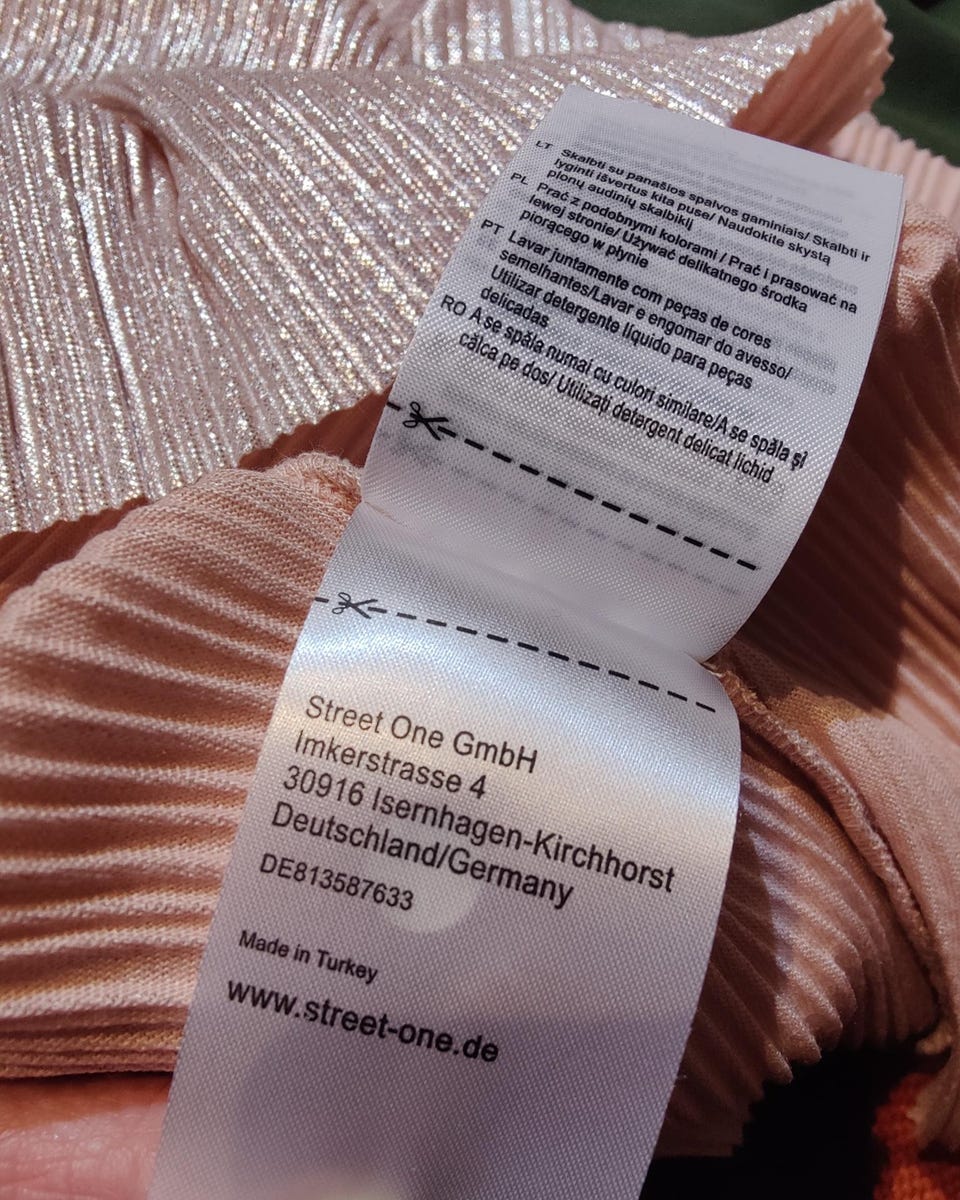 LT Skalbti su panašios spalvos gaminiais/ Skalbti ir
lyginti išvertus kita puse/ Naudokite skystą
plonų audinių skalbiklį
PL Prać z podobnymi kolorami / Prać i prasować na
lewej stronie/ Używać delikatnego środka
piorącego w płynie
PT Lavar juntamente com peças de cores
semelhantes/Lavar e engomar do avesso/
Utilizar detergente líquido para peças
delicadas
RO A se spăla numai cu culori similare/A se spăla și
călca pe dos/ Utilizați detergent delicat lichid
Street One GmbH
Imkerstrasse 4
30916 Isernhagen-Kirchhorst
Deutschland/Germany
DE813587633
Made in Turkey
www.street-one.de